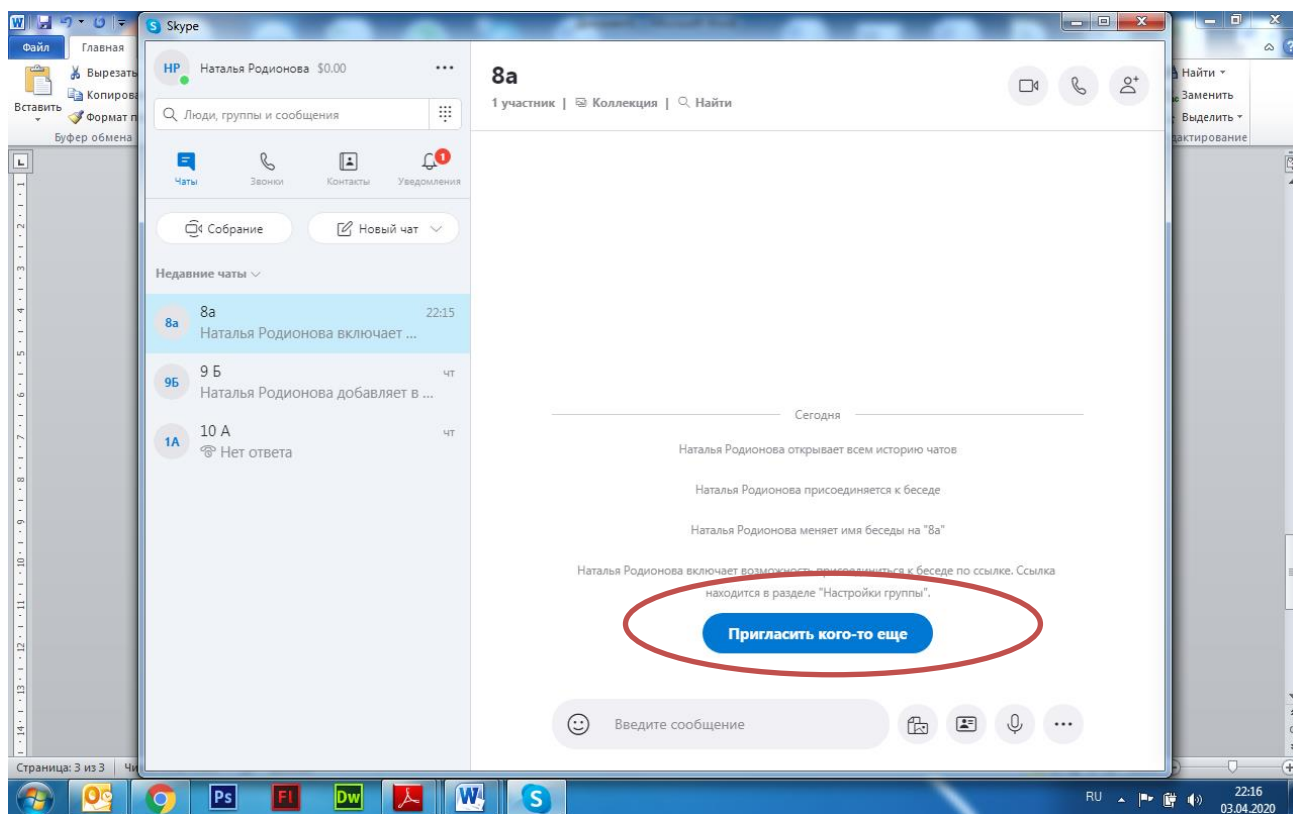 Skype
Файл
Главная
Вырезать
Вставить
Буфер обмена
НР Наталья Родионова $0.00
Люди, группы и сообщения
Чаты Звонки Контакты Уведомления
1
Собрание
Новый чат
Недавние чаты
8а 8а 22:15
Наталья Родионова включает ...
9Б 9 Б чт
Наталья Родионова добавляет в ...
1А 10 А чт
Нет ответа
8а
1 участник | Коллекция | Найти
Сегодня
Наталья Родионова открывает всем историю чатов
Наталья Родионова присоединяется к беседе
Наталья Родионова меняет имя беседы на "8а"
Наталья Родионова включает возможность присоединиться к беседе по ссылке. Ссылка
находится в разделе "Настройки группы".
Пригласить кого-то еще
Введите сообщение
Найти
Заменить
Выделить
Страница: 3 из 3
Ps Fl Dw W S
RU
22:16
03.04.2020